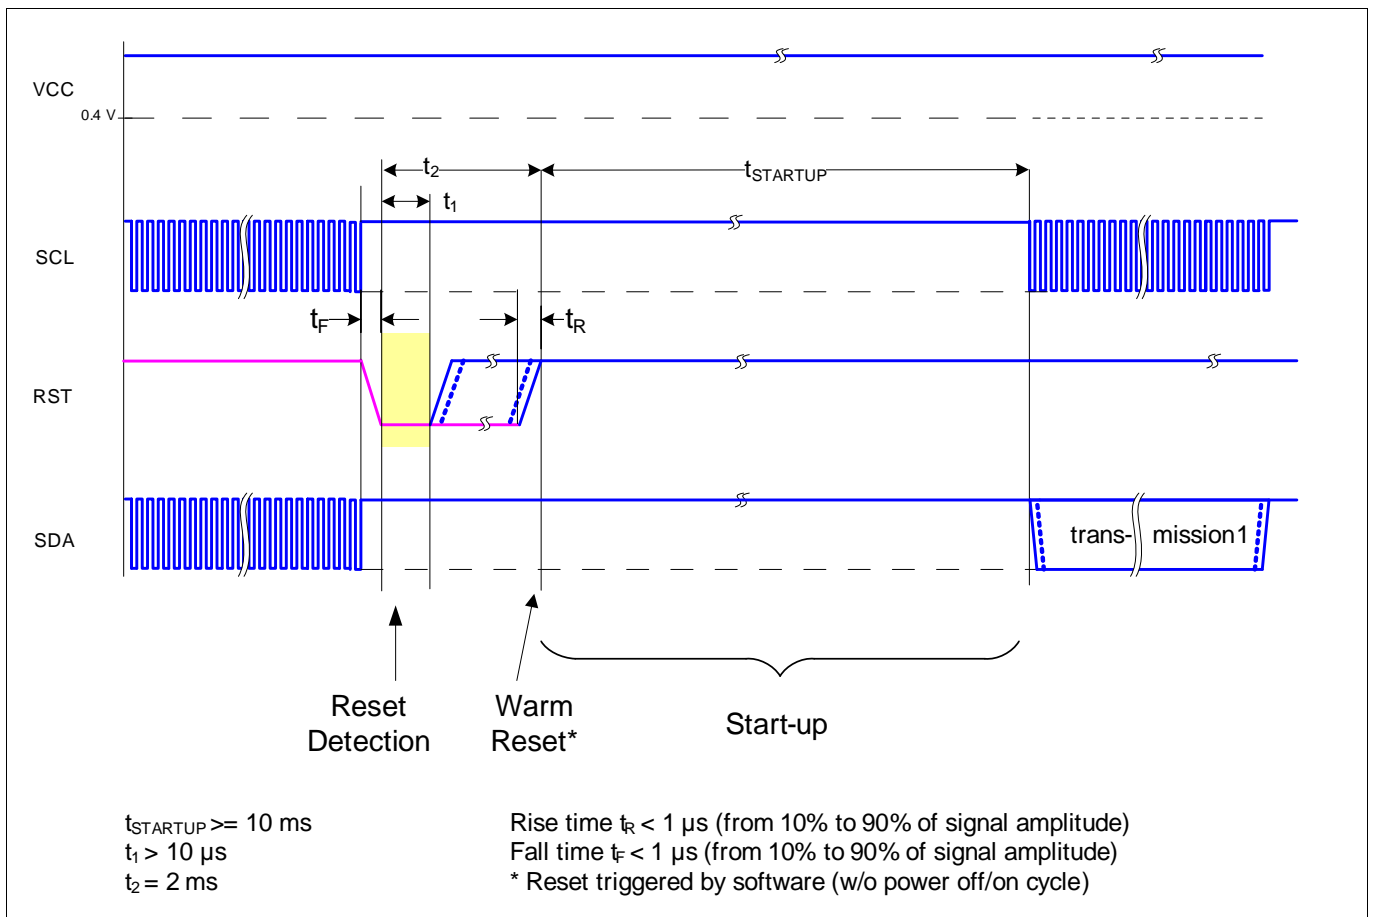 VCC
0.4 V
t2
tSTARTUP
t1
SCL
tF
tR
RST
SDA
trans- mission1
Reset
Detection
Warm
Reset*
Start-up
tSTARTUP >= 10 ms
t1 > 10 µs
t2 = 2 ms
Rise time tR < 1 µs (from 10% to 90% of signal amplitude)
Fall time tF < 1 µs (from 10% to 90% of signal amplitude)
* Reset triggered by software (w/o power off/on cycle)